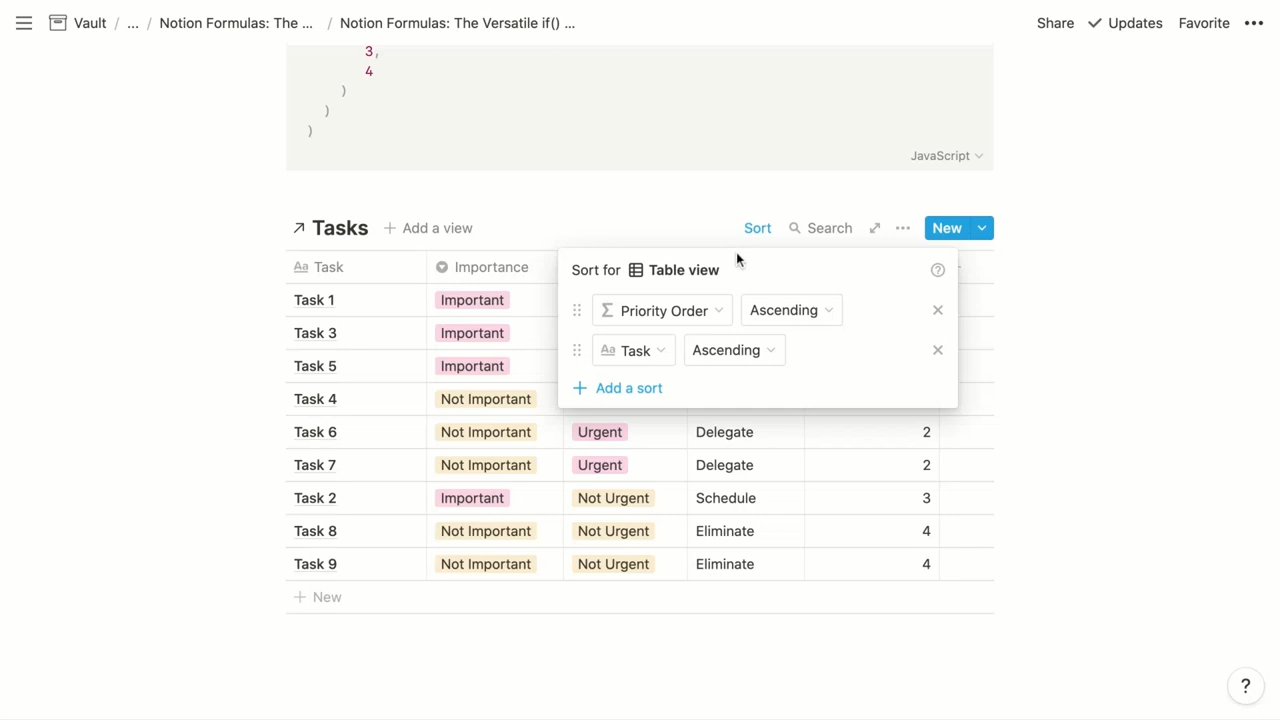 Vault / ... / Notion Formulas: The ... / Notion Formulas: The Versatile if() ...
Share Updates Favorite •••
3,
4
)
)
)
JavaScript
Tasks + Add a view Sort Search ••• New
Aa Task Importance
Sort for Table view ?
Task 1 Important
Σ Priority Order Ascending
Task 3 Important
Aa Task Ascending
Task 5 Important
+ Add a sort
Task 4 Not Important
Task 6 Not Important Urgent Delegate 2
Task 7 Not Important Urgent Delegate 2
Task 2 Important Not Urgent Schedule 3
Task 8 Not Important Not Urgent Eliminate 4
Task 9 Not Important Not Urgent Eliminate 4
+ New
?